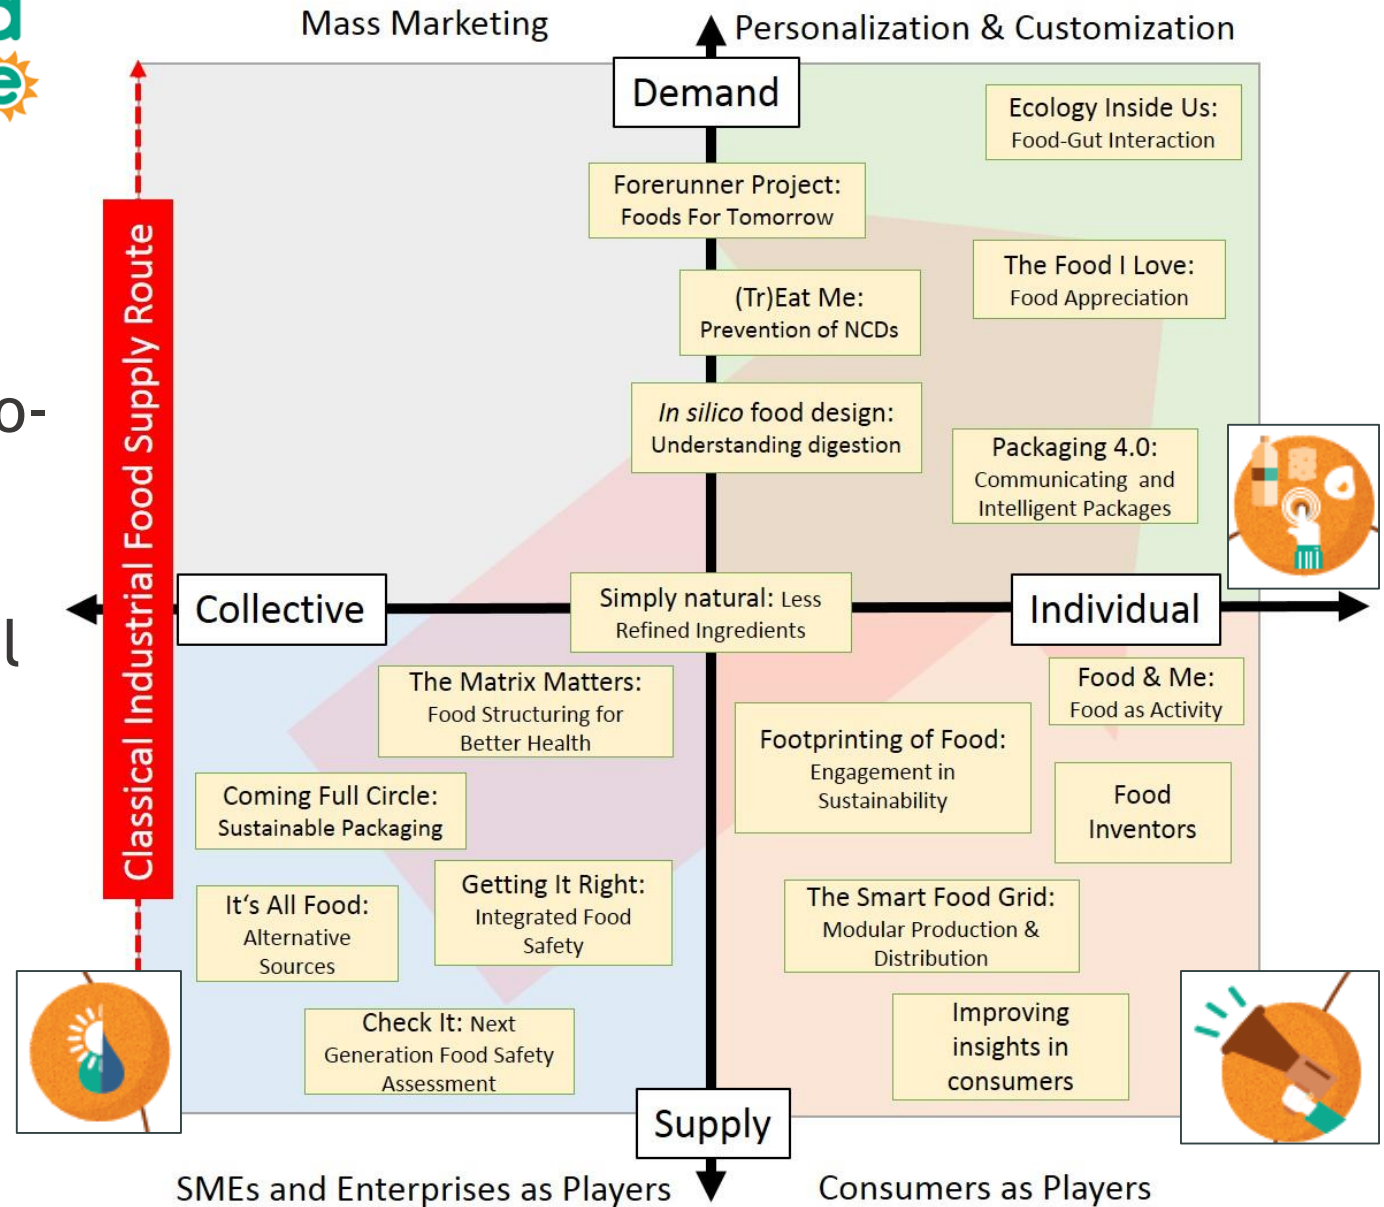 Mass Marketing
Personalization & Customization
Demand
Ecology Inside Us:
Food-Gut Interaction
Forerunner Project:
Foods For Tomorrow
The Food I Love:
Food Appreciation
(Tr)Eat Me:
Prevention of NCDs
In silico food design:
Understanding digestion
Packaging 4.0:
Communicating and
Intelligent Packages
Classical Industrial Food Supply Route
o-
l
Collective
Simply natural: Less
Refined Ingredients
Individual
The Matrix Matters:
Food Structuring for
Better Health
Food & Me:
Food as Activity
Footprinting of Food:
Engagement in
Sustainability
Coming Full Circle:
Sustainable Packaging
Food
Inventors
It‘s All Food:
Alternative
Sources
Getting It Right:
Integrated Food
Safety
The Smart Food Grid:
Modular Production &
Distribution
Check It: Next
Generation Food Safety
Assessment
Improving
insights in
consumers
Supply
SMEs and Enterprises as Players
Consumers as Players